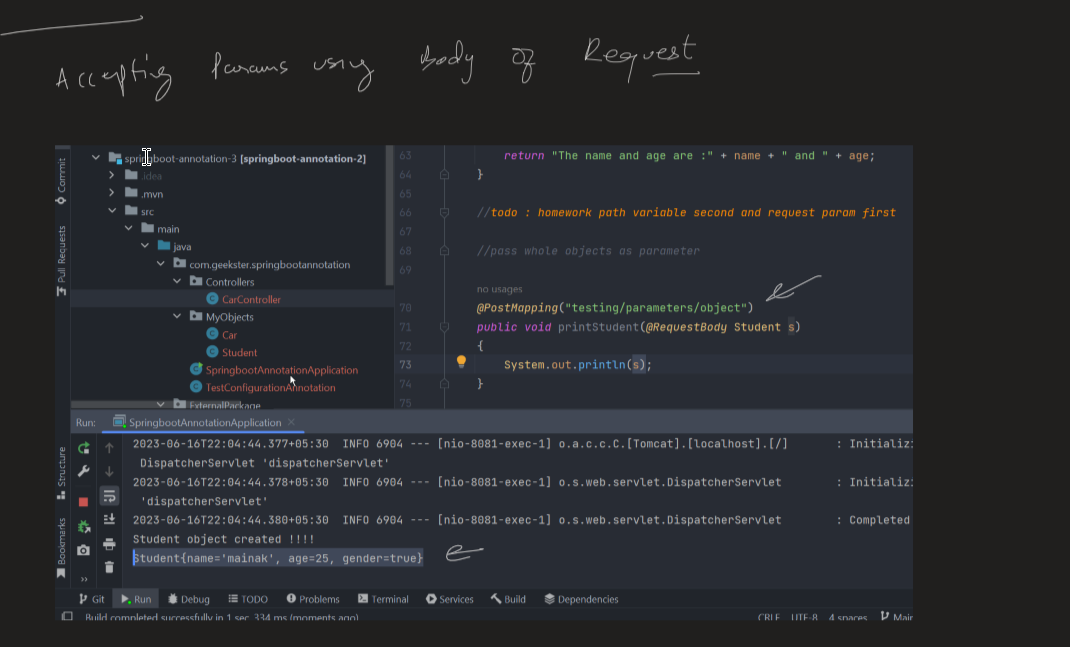 Accepting Params using Body of Request
Commit
Pull Requests
springboot-annotation-3 [springboot-annotation-2]
.idea
.mvn
src
main
java
com.geekster.springbootannotation
Controllers
CarController
MyObjects
Car
Student
SpringbootAnnotationApplication
TestConfigurationAnnotation
ExternalPackage
63 return "The name and age are :" + name + " and " + age;
64 }
65
66 //todo : homework path variable second and request param first
67
68 //pass whole objects as parameter
69
no usages
70 @PostMapping("testing/parameters/object")
71 public void printStudent(@RequestBody Student s)
72 {
73 System.out.println(s);
74 }
75
Run: SpringbootAnnotationApplication
Structure
Bookmarks
2023-06-16T22:04:44.377+05:30 INFO 6904 --- [nio-8081-exec-1] o.a.c.c.C.[Tomcat].[localhost].[/] : Initializi
DispatcherServlet 'dispatcherServlet'
2023-06-16T22:04:44.378+05:30 INFO 6904 --- [nio-8081-exec-1] o.s.web.servlet.DispatcherServlet : Initializi
'dispatcherServlet'
2023-06-16T22:04:44.380+05:30 INFO 6904 --- [nio-8081-exec-1] o.s.web.servlet.DispatcherServlet : Completed
Student object created !!!!
Student{name='mainak', age=25, gender=true}
Git Run Debug TODO Problems Terminal Services Build Dependencies
Build completed successfully in 1 sec, 334 ms (moments ago) CRLF UTF-8 4 spaces Mair